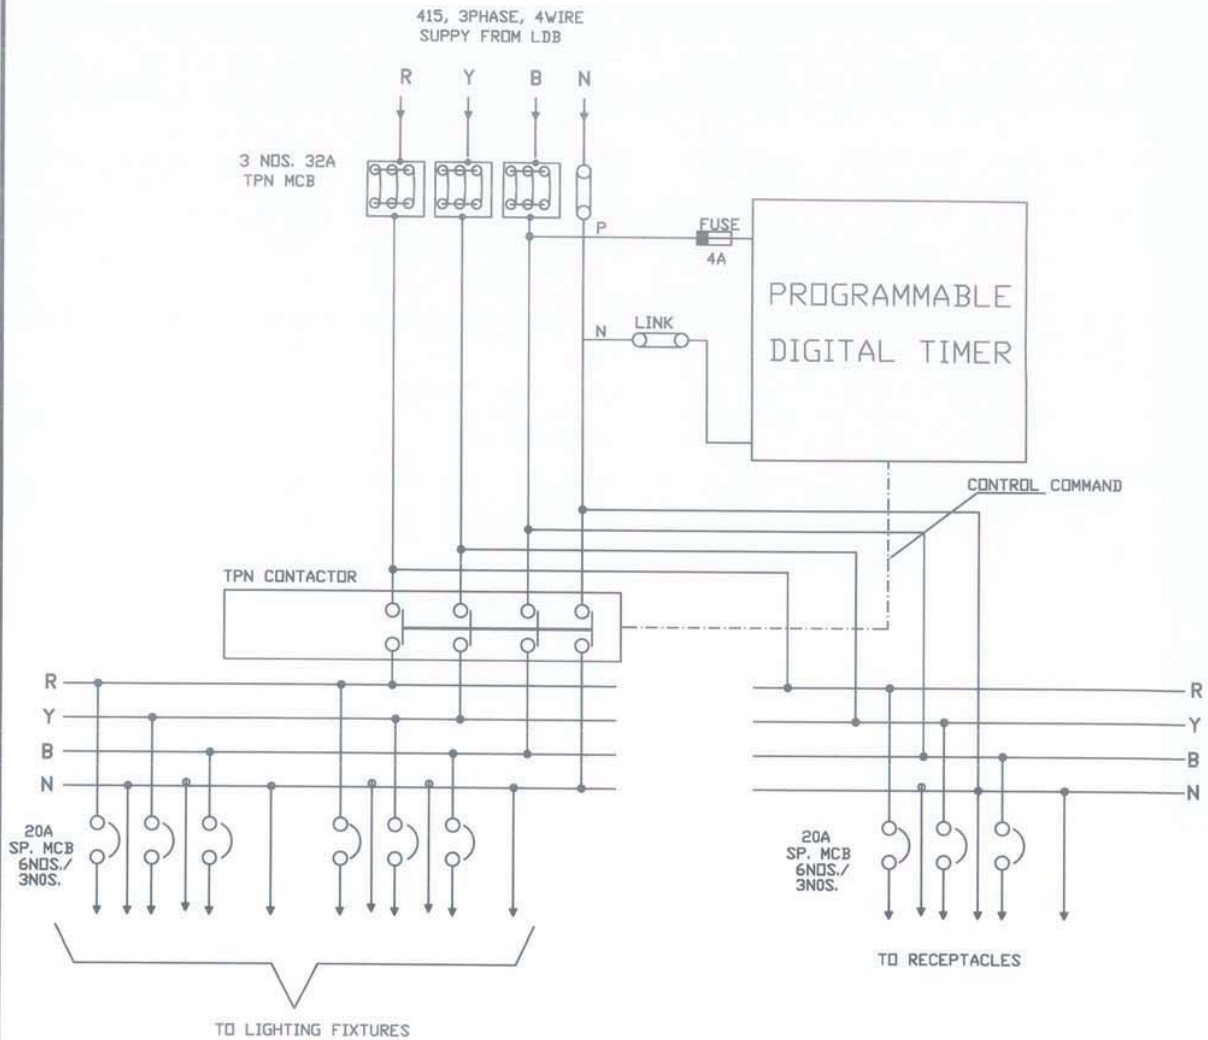 415, 3PHASE, 4WIRE
SUPPY FROM LDB
R Y B N
3 NOS. 32A
TPN MCB
P
FUSE
4A
PROGRAMMABLE
DIGITAL TIMER
N
LINK
CONTROL COMMAND
TPN CONTACTOR
R
Y
B
N
R
Y
B
N
20A
SP. MCB
6NOS./
3NOS.
20A
SP. MCB
6NOS./
3NOS.
TO RECEPTACLES
TO LIGHTING FIXTURES